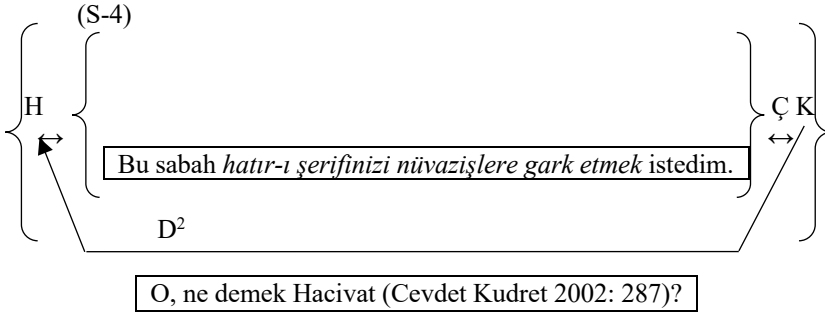 (S-4)
H ↔ Ç K ↔
Bu sabah hatır-ı şerifinizi nüvazişlere gark etmek istedim.
D²
O, ne demek Hacivat (Cevdet Kudret 2002: 287)?